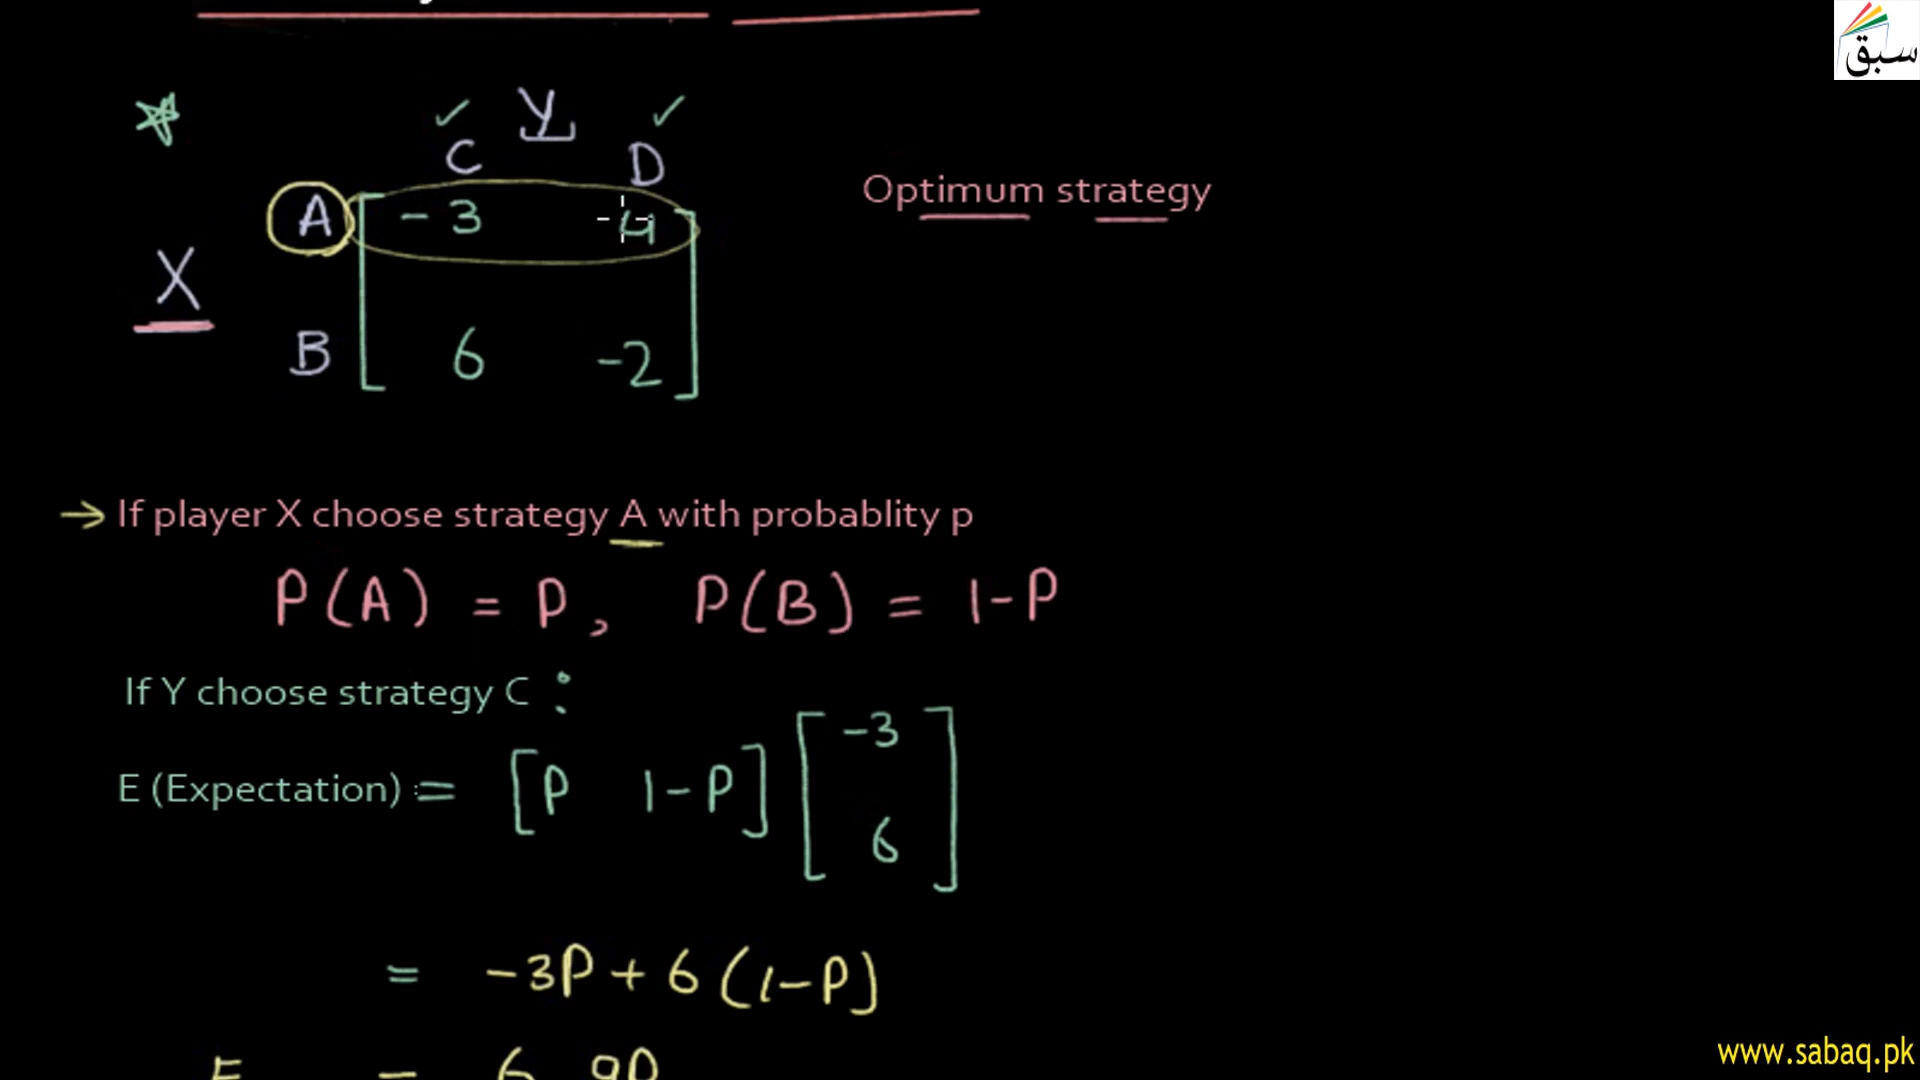 سبق
Y
C D
Optimum strategy
A -3 4
X
B 6 -2
If player X choose strategy A with probablity p
P(A) = P, P(B) = 1-P
If Y choose strategy C :
E (Expectation) = [P 1-P] [-3
6]
= -3P + 6 (1-P)
www.sabaq.pk